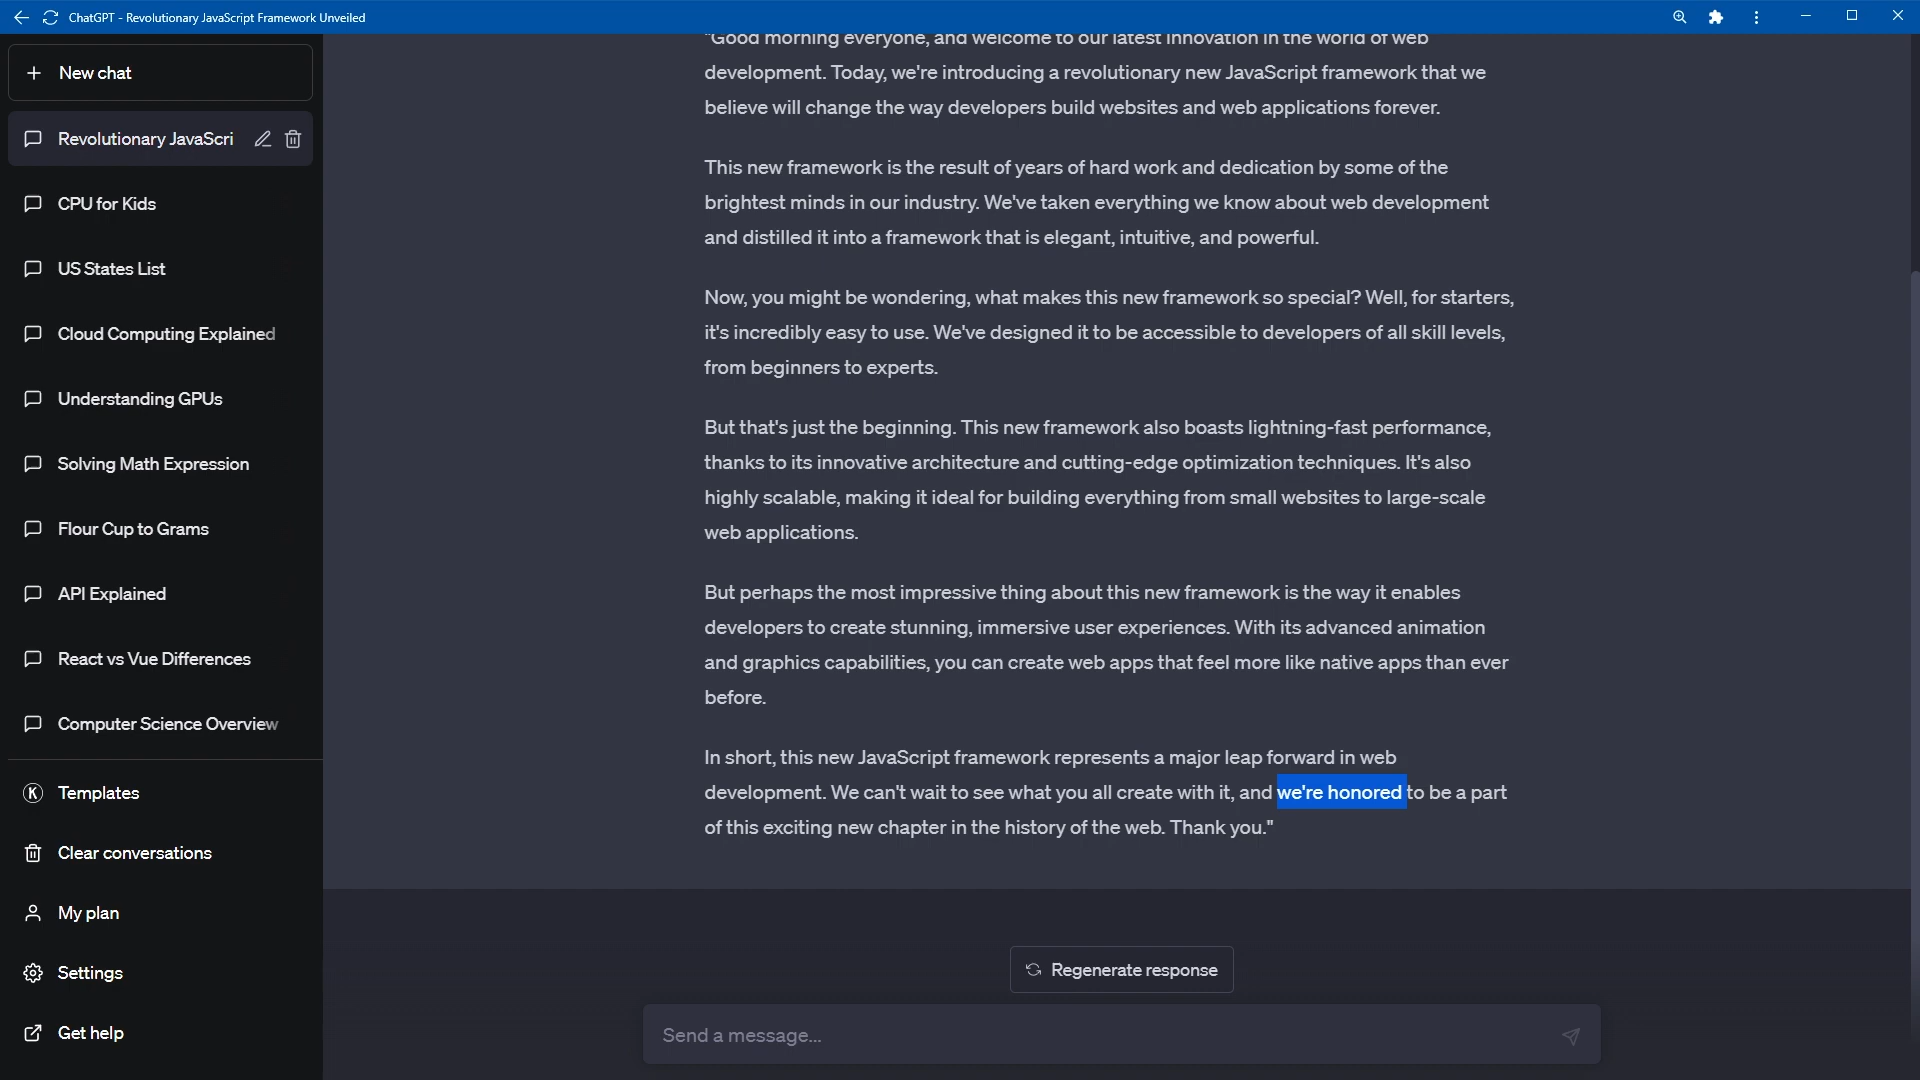 ChatGPT - Revolutionary JavaScript Framework Unveiled
New chat
Revolutionary JavaScri
CPU for Kids
US States List
Cloud Computing Explained
Understanding GPUs
Solving Math Expression
Flour Cup to Grams
API Explained
React vs Vue Differences
Computer Science Overview
K Templates
Clear conversations
My plan
Settings
Get help
"Good morning everyone, and welcome to our latest innovation in the world of web
development. Today, we're introducing a revolutionary new JavaScript framework that we
believe will change the way developers build websites and web applications forever.
This new framework is the result of years of hard work and dedication by some of the
brightest minds in our industry. We've taken everything we know about web development
and distilled it into a framework that is elegant, intuitive, and powerful.
Now, you might be wondering, what makes this new framework so special? Well, for starters,
it's incredibly easy to use. We've designed it to be accessible to developers of all skill levels,
from beginners to experts.
But that's just the beginning. This new framework also boasts lightning-fast performance,
thanks to its innovative architecture and cutting-edge optimization techniques. It's also
highly scalable, making it ideal for building everything from small websites to large-scale
web applications.
But perhaps the most impressive thing about this new framework is the way it enables
developers to create stunning, immersive user experiences. With its advanced animation
and graphics capabilities, you can create web apps that feel more like native apps than ever
before.
In short, this new JavaScript framework represents a major leap forward in web
development. We can't wait to see what you all create with it, and we're honored to be a part
of this exciting new chapter in the history of the web. Thank you."
Regenerate response
Send a message...